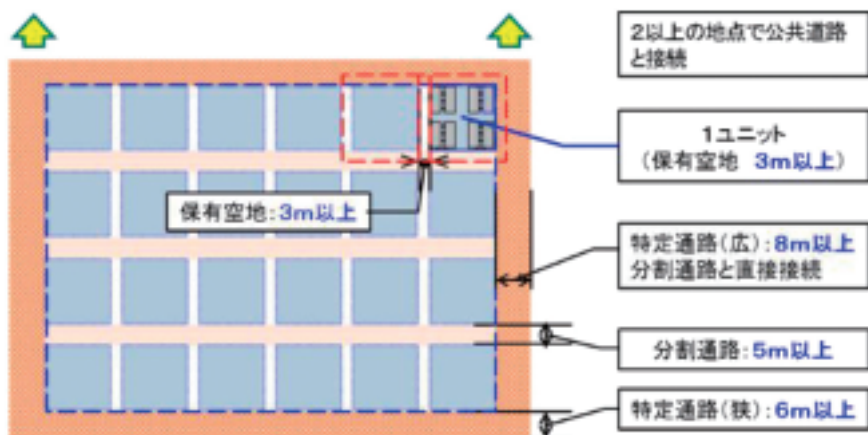 2以上の地点で公共道路
と接続
1ユニット
(保有空地 3m以上)
保有空地:3m以上
特定通路(広):8m以上
分割通路と直接接続
分割通路:5m以上
特定通路(狭):6m以上